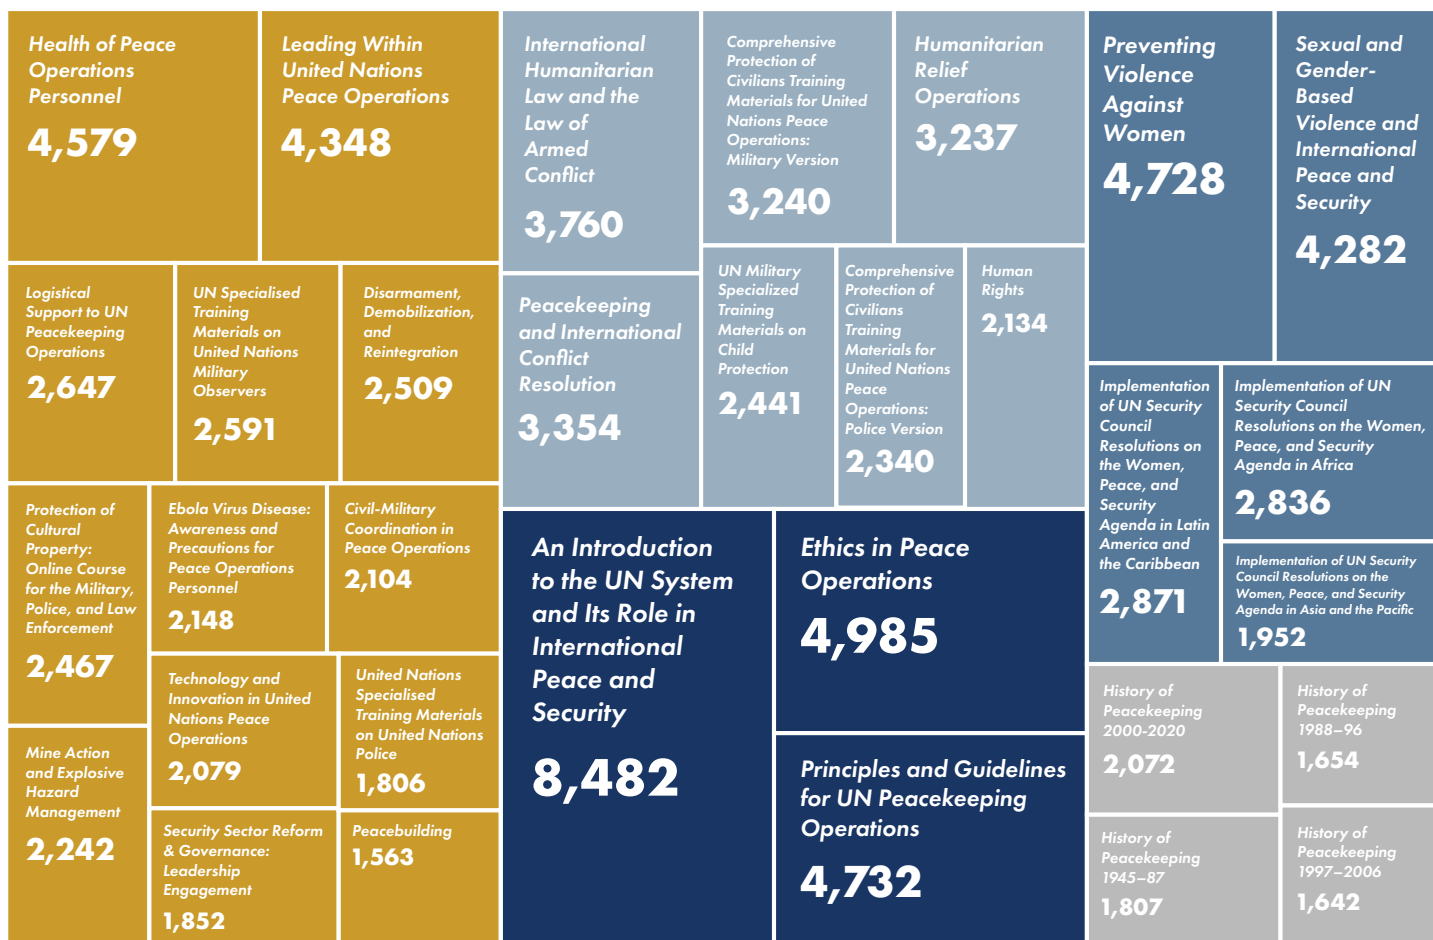 Health of Peace
Operations
Personnel
4,579
Leading Within
United Nations
Peace Operations
4,348
Logistical
Support to UN
Peacekeeping
Operations
2,647
UN Specialised
Training
Materials on
United Nations
Military
Observers
2,591
Disarmament,
Demobilization,
and
Reintegration
2,509
Protection of
Cultural
Property:
Online Course
for the Military,
Police, and Law
Enforcement
2,467
Ebola Virus Disease:
Awareness and
Precautions for
Peace Operations
Personnel
2,148
Civil-Military
Coordination in
Peace Operations
2,104
Mine Action
and Explosive
Hazard
Management
2,242
Technology and
Innovation in United
Nations Peace
Operations
2,079
United Nations
Specialised
Training Materials
on United Nations
Police
1,806
Security Sector Reform
& Governance:
Leadership
Engagement
1,852
Peacebuilding
1,563
International
Humanitarian
Law and the
Law of
Armed
Conflict
3,760
Comprehensive
Protection of
Civilians Training
Materials for United
Nations Peace
Operations:
Military Version
3,240
Humanitarian
Relief
Operations
3,237
Peacekeeping
and International
Conflict
Resolution
3,354
UN Military
Specialized
Training
Materials on
Child
Protection
2,441
Comprehensive
Protection of
Civilians
Training
Materials for
United Nations
Peace
Operations:
Police Version
2,340
Human
Rights
2,134
An Introduction
to the UN System
and Its Role in
International
Peace and
Security
8,482
Ethics in Peace
Operations
4,985
Principles and Guidelines
for UN Peacekeeping
Operations
4,732
Preventing
Violence
Against
Women
4,728
Sexual and
Gender-
Based
Violence and
International
Peace and
Security
4,282
Implementation
of UN Security
Council
Resolutions on
the Women,
Peace, and
Security
Agenda in Latin
America and
the Caribbean
2,871
Implementation of UN
Security Council
Resolutions on the Women,
Peace, and Security
Agenda in Africa
2,836
Implementation of UN Security
Council Resolutions on the
Women, Peace, and Security
Agenda in Asia and the Pacific
1,952
History of
Peacekeeping
2000-2020
2,072
History of
Peacekeeping
1988–96
1,654
History of
Peacekeeping
1945–87
1,807
History of
Peacekeeping
1997–2006
1,642